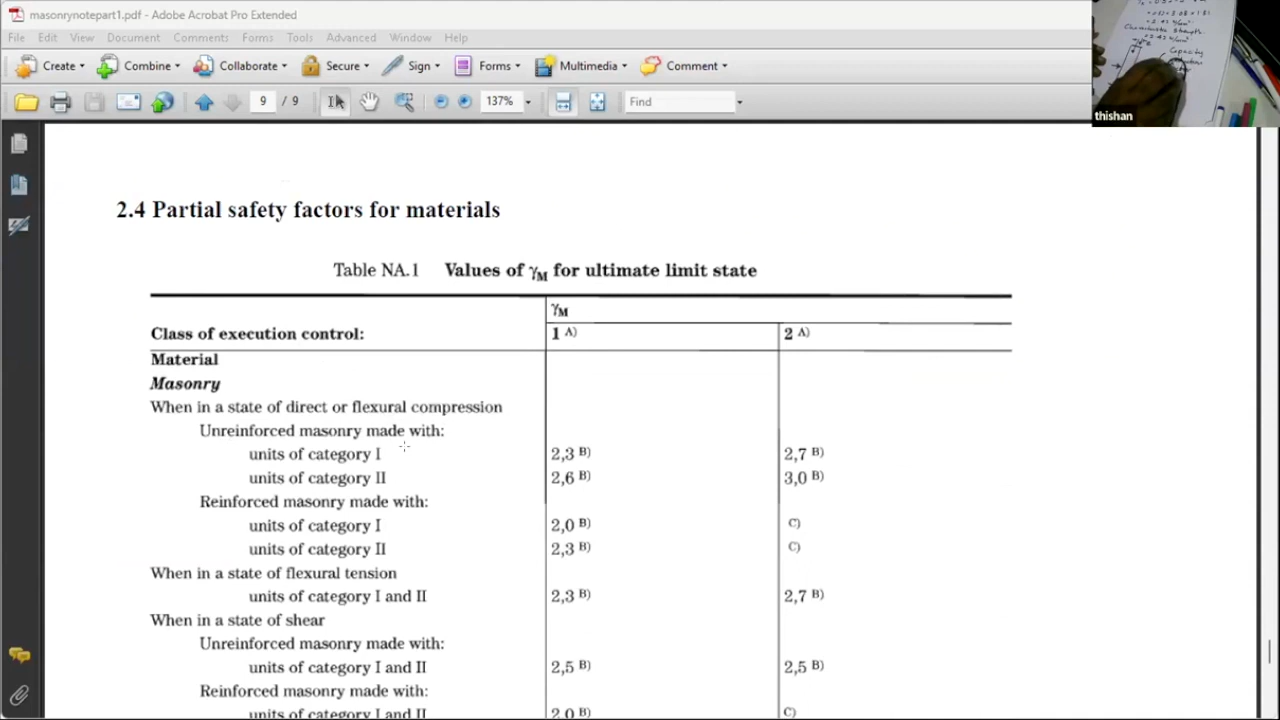 masonrynotepart1.pdf - Adobe Acrobat Pro Extended
File Edit View Document Comments Forms Tools Advanced Window Help
Create Combine Collaborate Secure Sign Forms Multimedia Comment
9 / 9 137% Find
Characteristic Strength
Capacity
thishan
2.4 Partial safety factors for materials
Table NA.1 Values of γM for ultimate limit state
γM
Class of execution control: 1 A) 2 A)
Material
Masonry
When in a state of direct or flexural compression
Unreinforced masonry made with:
units of category I 2,3 B) 2,7 B)
units of category II 2,6 B) 3,0 B)
Reinforced masonry made with:
units of category I 2,0 B) C)
units of category II 2,3 B) C)
When in a state of flexural tension
units of category I and II 2,3 B) 2,7 B)
When in a state of shear
Unreinforced masonry made with:
units of category I and II 2,5 B) 2,5 B)
Reinforced masonry made with:
units of category I and II 2,0 B) C)